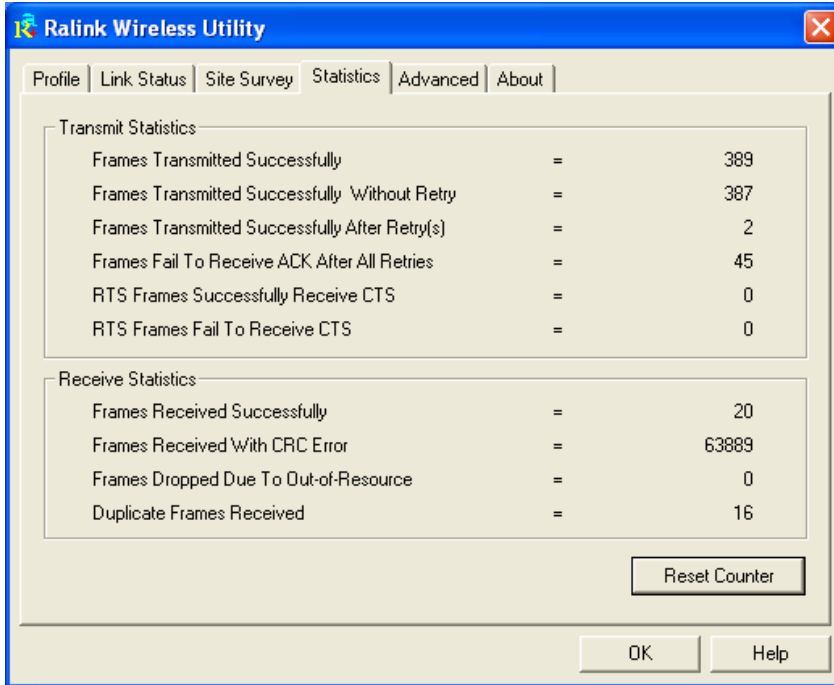 Ralink Wireless Utility
Profile Link Status Site Survey Statistics Advanced About
Transmit Statistics
Frames Transmitted Successfully = 389
Frames Transmitted Successfully Without Retry = 387
Frames Transmitted Successfully After Retry(s) = 2
Frames Fail To Receive ACK After All Retries = 45
RTS Frames Successfully Receive CTS = 0
RTS Frames Fail To Receive CTS = 0
Receive Statistics
Frames Received Successfully = 20
Frames Received With CRC Error = 63889
Frames Dropped Due To Out-of-Resource = 0
Duplicate Frames Received = 16
Reset Counter
OK Help